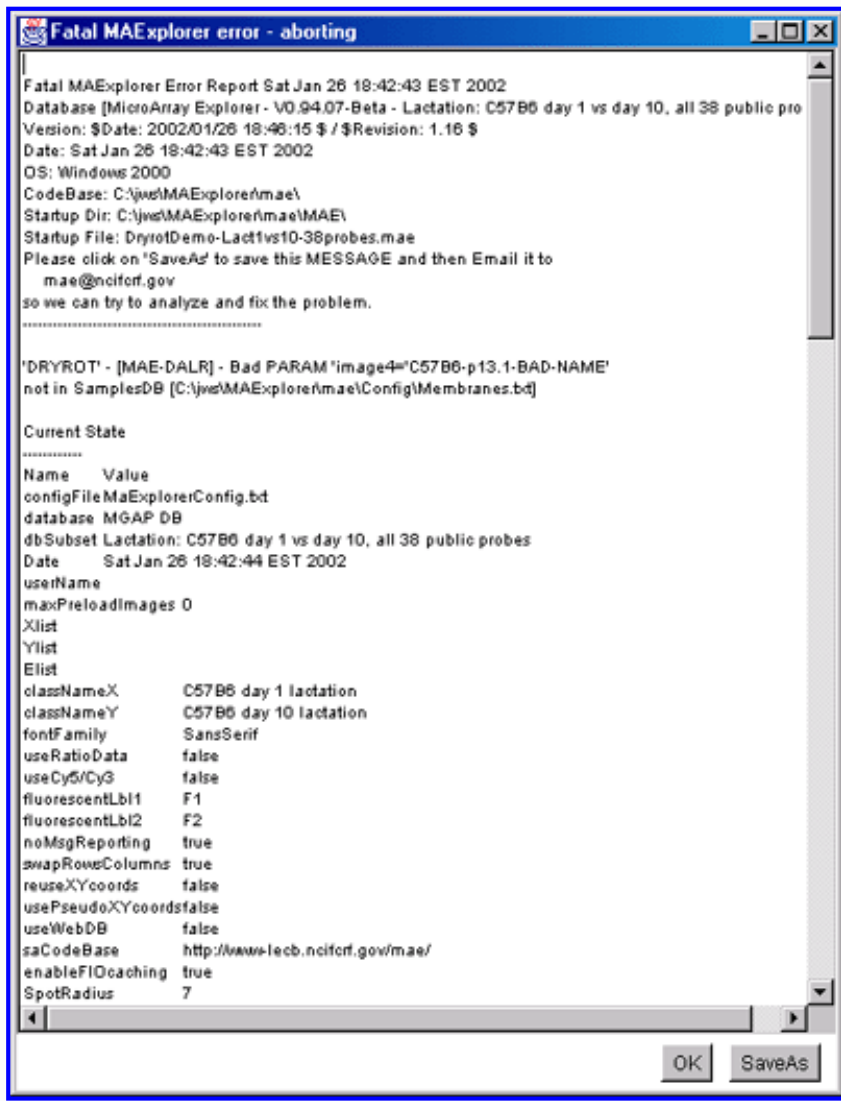 Fatal MAExplorer error - aborting
Fatal MAExplorer Error Report Sat Jan 26 18:42:43 EST 2002
Database [MicroArray Explorer - V0.94.07-Beta - Lactation: C57B6 day 1 vs day 10, all 38 public pro
Version: $Date: 2002/01/26 18:46:15 $ / $Revision: 1.16 $
Date: Sat Jan 26 18:42:43 EST 2002
OS: Windows 2000
CodeBase: C:\jws\MAExplorer\mae\
Startup Dir: C:\jws\MAExplorer\mae\MAE\
Startup File: DryrotDemo-Lact1vs10-38probes.mae
Please click on 'SaveAs' to save this MESSAGE and then Email it to
mae@ncifcrf.gov
so we can try to analyze and fix the problem.
------------------------------------------------------------
'DRYROT' - [MAE-DALR] - Bad PARAM 'image4='C57B6-p13.1-BAD-NAME'
not in SamplesDB [C:\jws\MAExplorer\mae\Config\Membranes.txt]
Current State
---------------
Name Value
configFile MaExplorerConfig.txt
database MGAP DB
dbSubset Lactation: C57B6 day 1 vs day 10, all 38 public probes
Date Sat Jan 26 18:42:44 EST 2002
userName
maxPreloadImages 0
Xlist
Ylist
Elist
classNameX C57B6 day 1 lactation
classNameY C57B6 day 10 lactation
fontFamily SansSerif
useRatioData false
useCy5/Cy3 false
fluorescentLbl1 F1
fluorescentLbl2 F2
noMsgReporting true
swapRowsColumns true
reuseXYcoords false
usePseudoXYcoords false
useWebDB false
saCodeBase http://www-lecb.ncifcrf.gov/mae/
enableFIOcaching true
SpotRadius 7
OK SaveAs